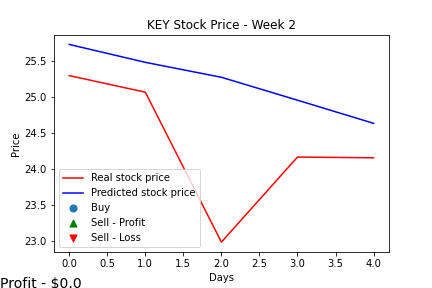 KEY Stock Price - Week 2
Price
25.5
25.0
24.5
24.0
23.5
23.0
Real stock price
Predicted stock price
Buy
Sell - Profit
Sell - Loss
0.0 0.5 1.0 1.5 2.0 2.5 3.0 3.5 4.0
Days
Profit - $0.0